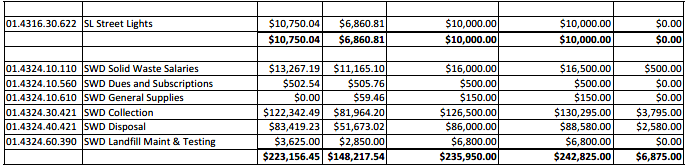 01.4316.30.622 SL Street Lights $10,750.04 $6,860.81 $10,000.00 $10,000.00 $0.00
$10,750.04 $6,860.81 $10,000.00 $10,000.00 $0.00
01.4324.10.110 SWD Solid Waste Salaries $13,267.19 $11,165.10 $16,000.00 $16,500.00 $500.00
01.4324.10.560 SWD Dues and Subscriptions $502.54 $505.76 $500.00 $500.00 $0.00
01.4324.10.610 SWD General Supplies $0.00 $59.46 $150.00 $150.00 $0.00
01.4324.30.421 SWD Collection $122,342.49 $81,964.20 $126,500.00 $130,295.00 $3,795.00
01.4324.40.421 SWD Disposal $83,419.23 $51,673.02 $86,000.00 $88,580.00 $2,580.00
01.4324.60.390 SWD Landfill Maint & Testing $3,625.00 $2,850.00 $6,800.00 $6,800.00 $0.00
$223,156.45 $148,217.54 $235,950.00 $242,825.00 $6,875.00